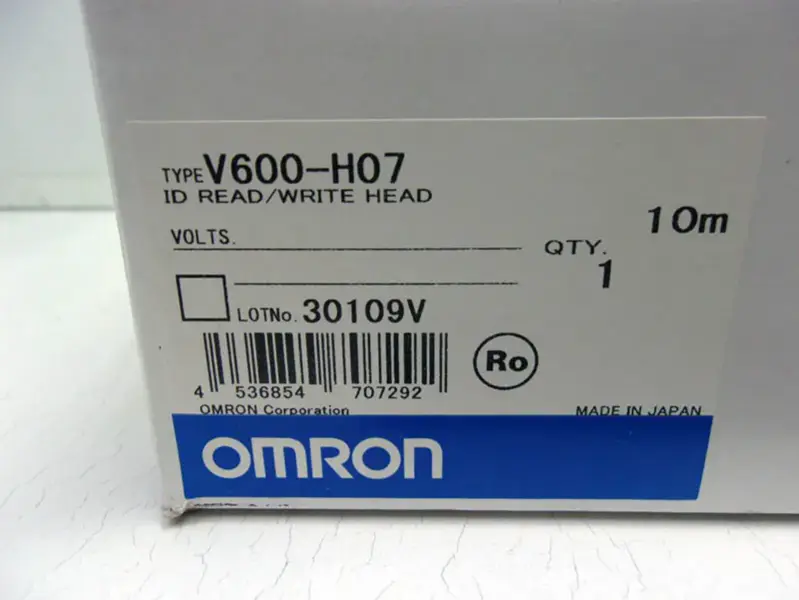 TYPE V600-H07
ID READ/WRITE HEAD
10m
VOLTS.
QTY.
1
LOTNo. 30109V
Ro
4 536854 707292
OMRON Corporation
MADE IN JAPAN
OMRON